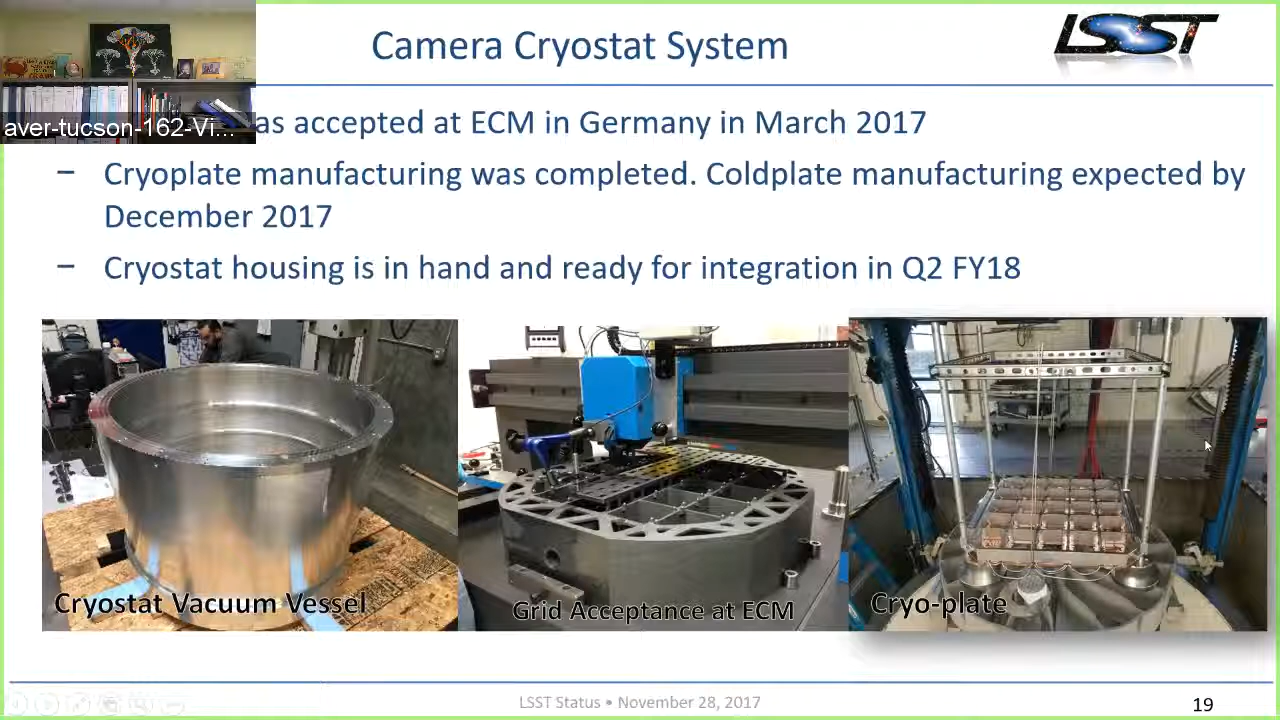 Camera Cryostat System
LSST
aver-tucson-162-Vi...
as accepted at ECM in Germany in March 2017
– Cryoplate manufacturing was completed. Coldplate manufacturing expected by
December 2017
– Cryostat housing is in hand and ready for integration in Q2 FY18
Cryostat Vacuum Vessel
Grid Acceptance at ECM
Cryo-plate
LSST Status • November 28, 2017
19